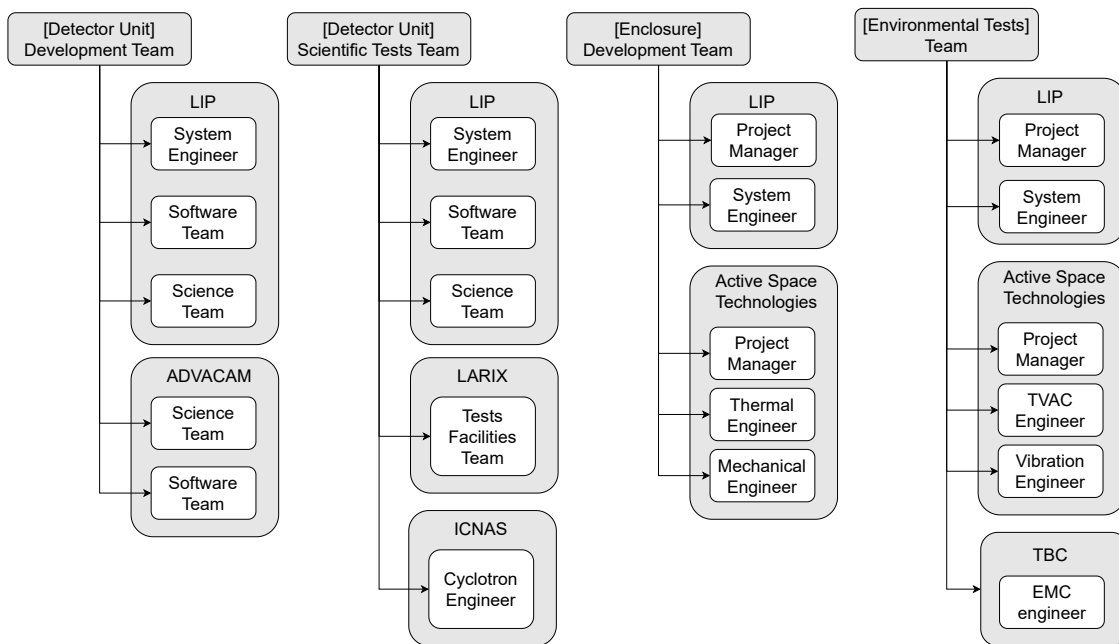 [Detector Unit]
Development Team
LIP
System
Engineer
Software
Team
Science
Team
ADVACAM
Science
Team
Software
Team
[Detector Unit]
Scientific Tests Team
LIP
System
Engineer
Software
Team
Science
Team
LARIX
Tests
Facilities
Team
ICNAS
Cyclotron
Engineer
[Enclosure]
Development Team
LIP
Project
Manager
System
Engineer
Active Space
Technologies
Project
Manager
Thermal
Engineer
Mechanical
Engineer
[Environmental Tests]
Team
LIP
Project
Manager
System
Engineer
Active Space
Technologies
Project
Manager
TVAC
Engineer
Vibration
Engineer
TBC
EMC
engineer